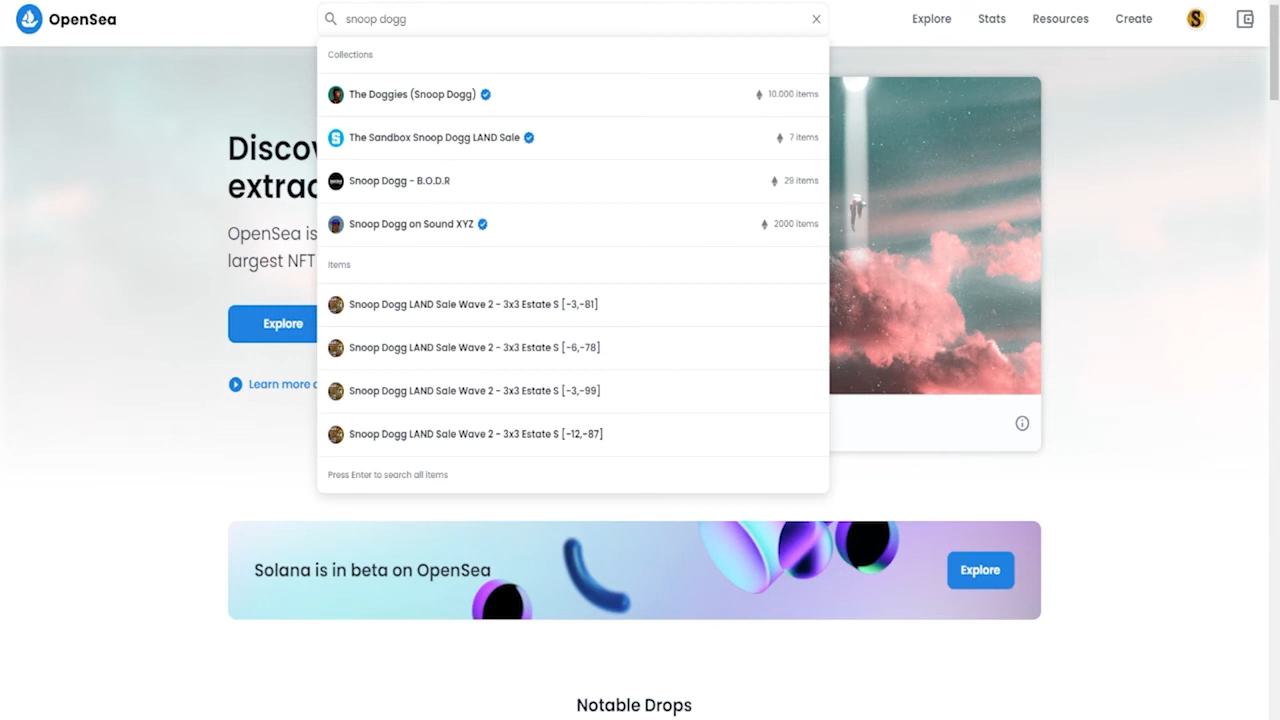 OpenSea
snoop dogg
Explore
Stats
Resources
Create
S
Collections
The Doggies (Snoop Dogg)
10.000 items
The Sandbox Snoop Dogg LAND Sale
7 items
Snoop Dogg - B.O.D.R
29 items
Snoop Dogg on Sound XYZ
2000 items
Items
Snoop Dogg LAND Sale Wave 2 - 3x3 Estate S [-3,-81]
Snoop Dogg LAND Sale Wave 2 - 3x3 Estate S [-6,-78]
Snoop Dogg LAND Sale Wave 2 - 3x3 Estate S [-3,-99]
Snoop Dogg LAND Sale Wave 2 - 3x3 Estate S [-12,-87]
Press Enter to search all items
Disco
extrac
OpenSea is
largest NFT
Explore
Learn more
Solana is in beta on OpenSea
Explore
Notable Drops